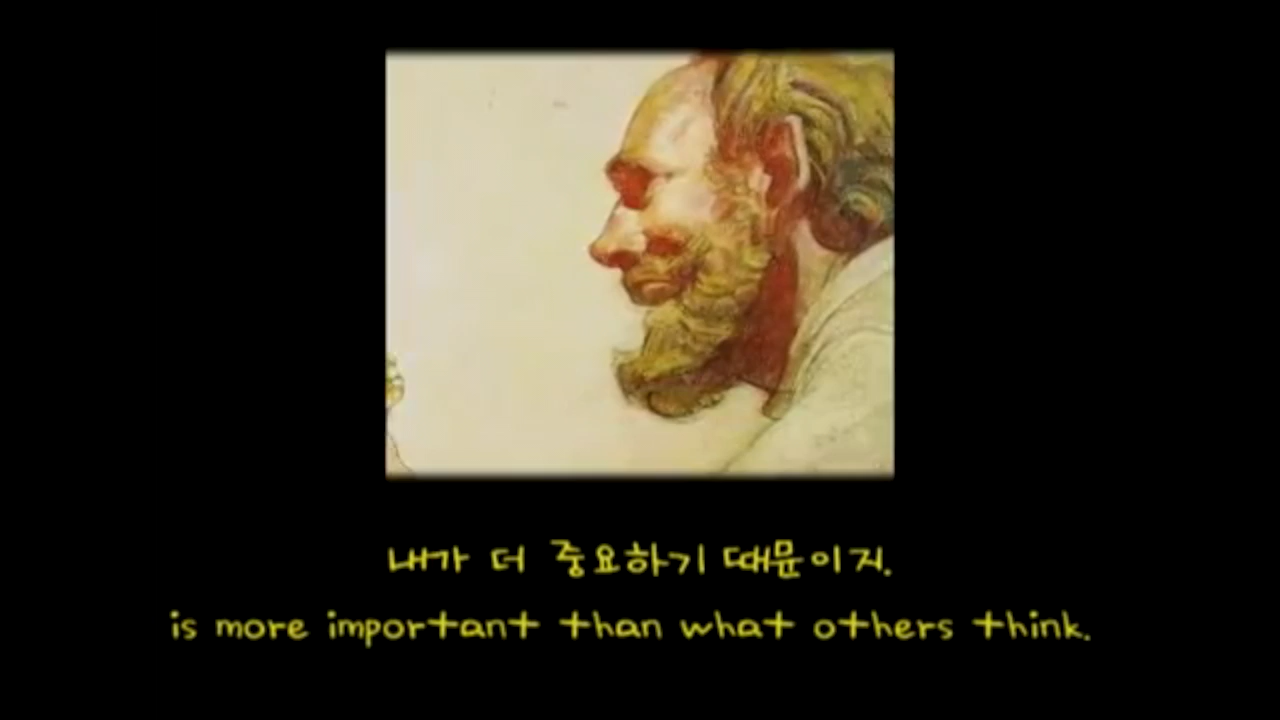 내가 더 중요하기 때문이지.
is more important than what others think.